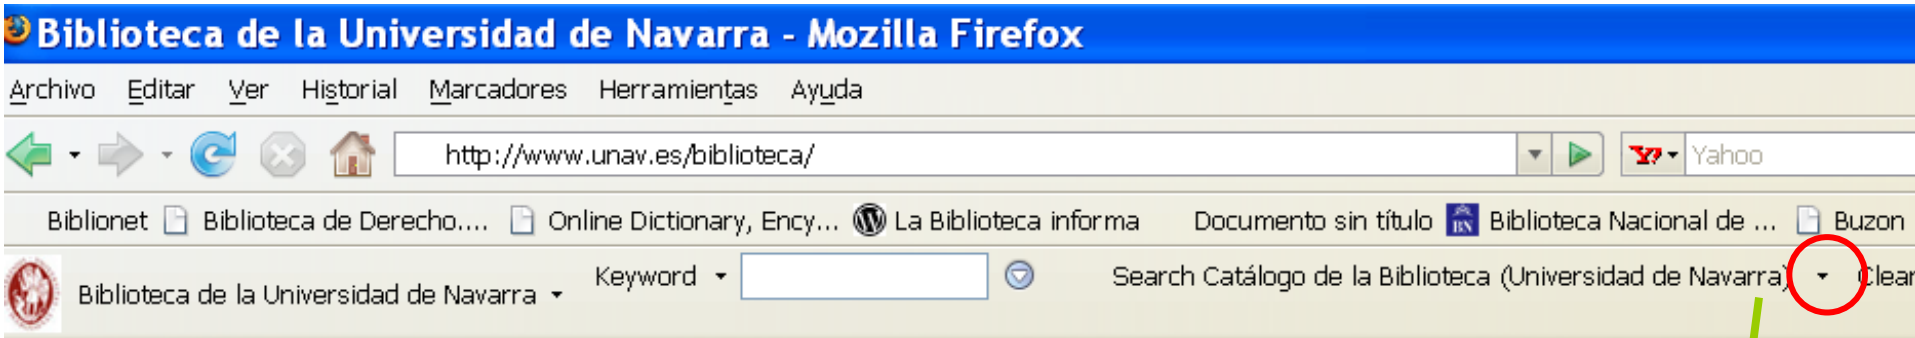 Biblioteca de la Universidad de Navarra - Mozilla Firefox
Archivo Editar Ver Historial Marcadores Herramientas Ayuda
http://www.unav.es/biblioteca/ Yahoo
Biblionet Biblioteca de Derecho.... Online Dictionary, Ency... La Biblioteca informa Documento sin título BN Biblioteca Nacional de ... Buzon
Biblioteca de la Universidad de Navarra Keyword Search Catálogo de la Biblioteca (Universidad de Navarra) Clear